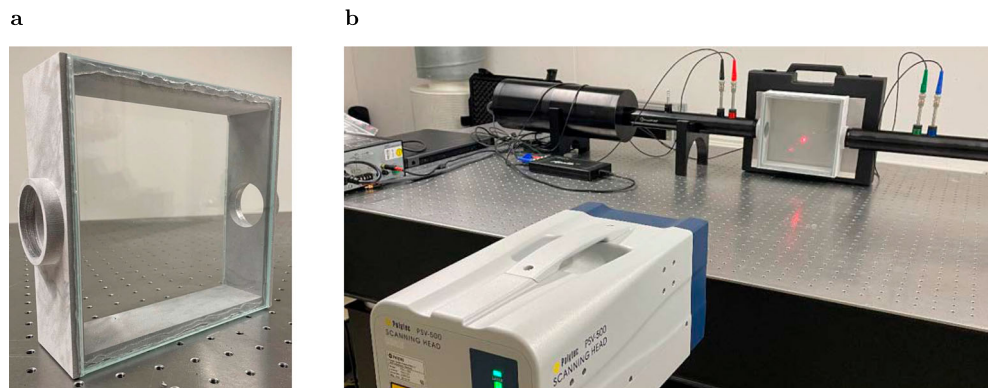 a
b
Polytec PSV-500
SCANNING HEAD
Polytec PSV-500
SCANNING HEAD